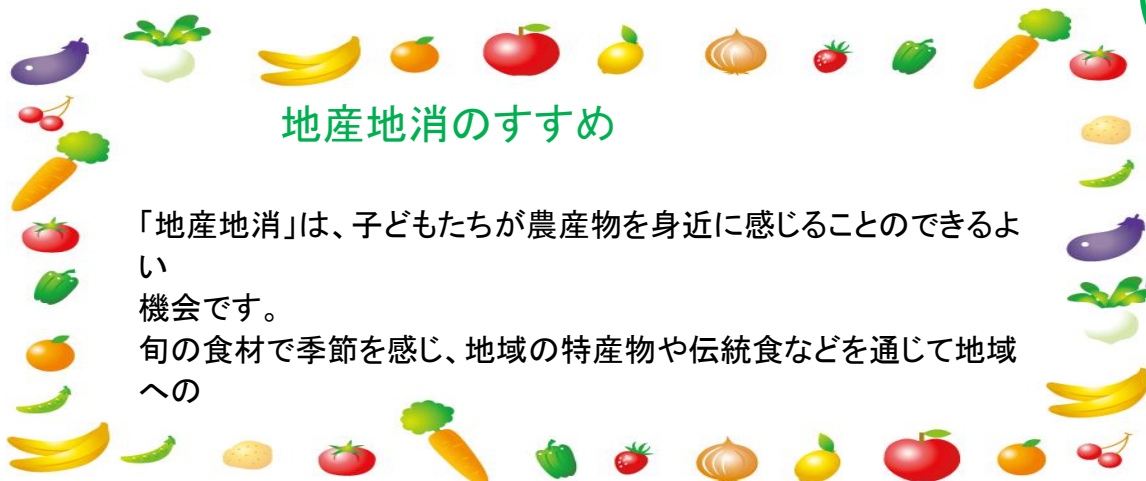 地産地消のすすめ
「地産地消」は、子どもたちが農産物を身近に感じることのできるよ
い
機会です。
旬の食材で季節を感じ、地域の特産物や伝統食などを通じて地域
への